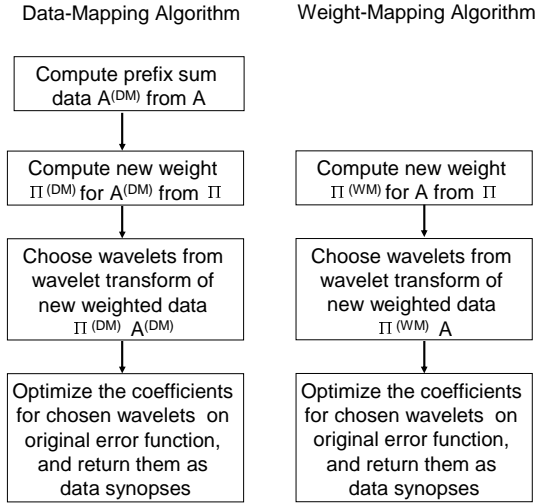 Data-Mapping Algorithm
Compute prefix sum
data A(DM) from A
Compute new weight
Π(DM) for A(DM) from Π
Choose wavelets from
wavelet transform of
new weighted data
Π(DM) A(DM)
Optimize the coefficients
for chosen wavelets on
original error function,
and return them as
data synopses
Weight-Mapping Algorithm
Compute new weight
Π(WM) for A from Π
Choose wavelets from
wavelet transform of
new weighted data
Π(WM) A
Optimize the coefficients
for chosen wavelets on
original error function,
and return them as
data synopses